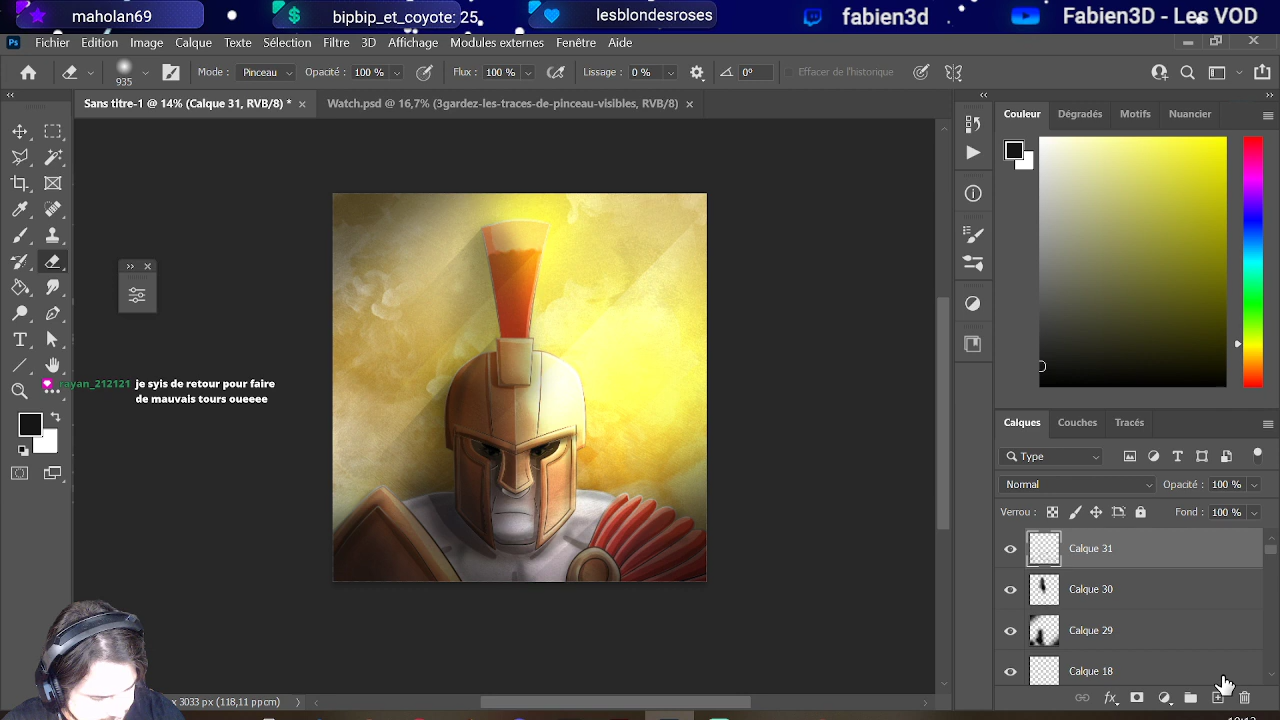 maholan69
bipbip_et_coyote: 25
lesblondesroses
fabien3d
Fabien3D - Les VOD
Fichier Edition Image Calque Texte Sélection Filtre 3D Affichage Modules externes Fenêtre Aide
935 Mode : Pinceau Opacité : 100 % Flux : 100 % Lissage : 0 % 0° Effacer de l'historique
Sans titre-1 @ 14% (Calque 31, RVB/8) * Watch.psd @ 16,7% (3gardez-les-traces-de-pinceau-visibles, RVB/8)
Couleur Dégradés Motifs Nuancier
rayan_212121 je syis de retour pour faire
de mauvais tours oueeee
Calques Couches Tracés
Type
Normal Opacité : 100 %
Verrou : Fond : 100 %
Calque 31
Calque 30
Calque 29
Calque 18
3033 px (118,11 ppcm)